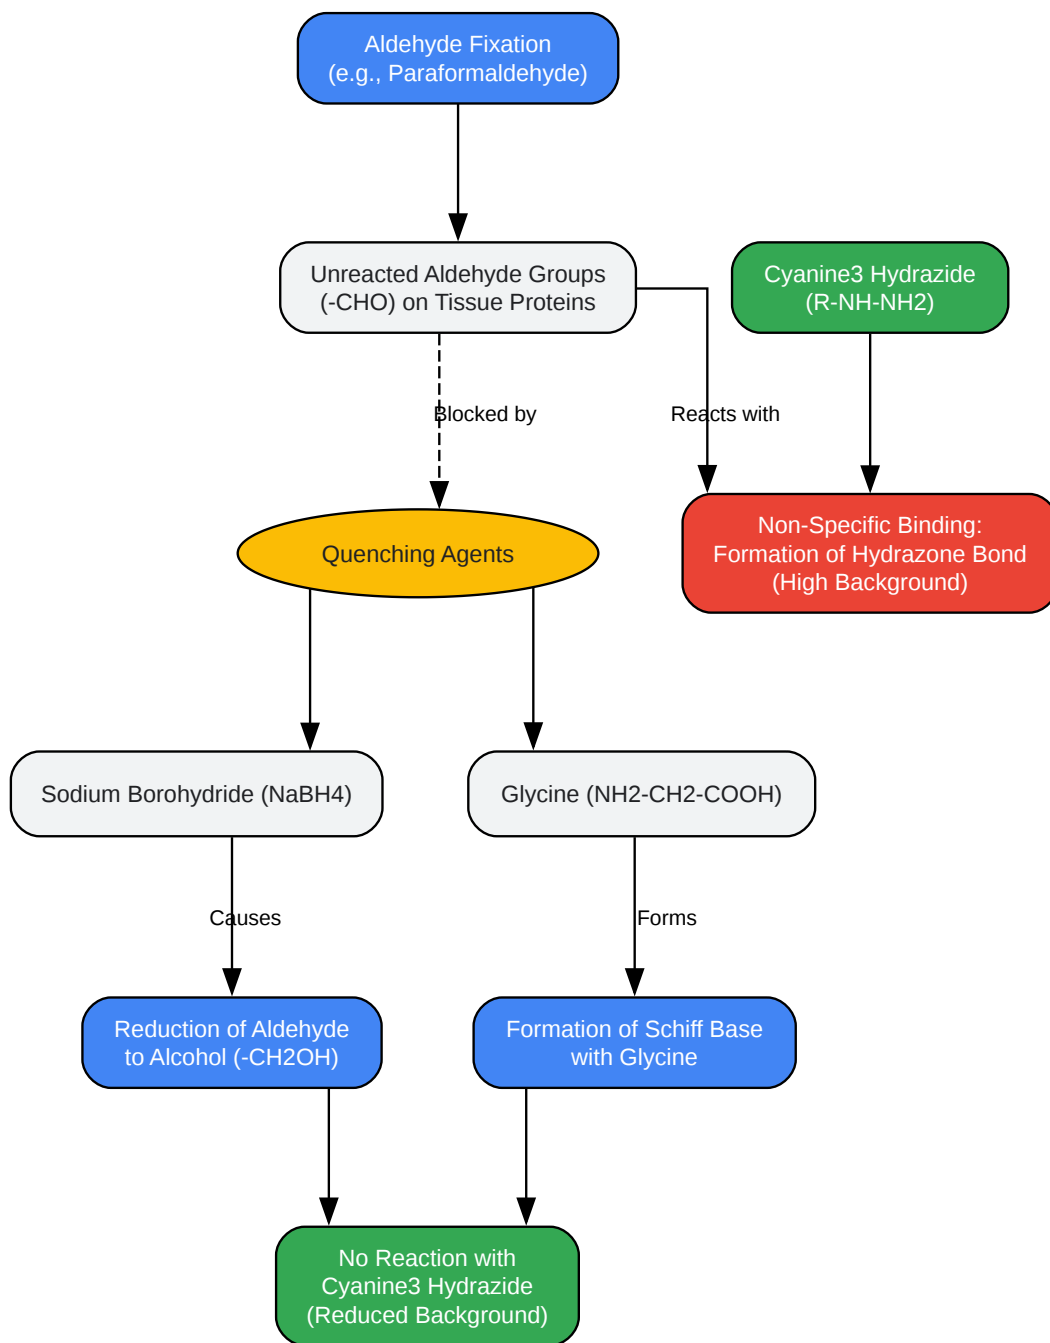 Aldehyde Fixation
(e.g., Paraformaldehyde)
Unreacted Aldehyde Groups
(-CHO) on Tissue Proteins
Cyanine3 Hydrazide
(R-NH-NH2)
Blocked by
Reacts with
Non-Specific Binding:
Formation of Hydrazone Bond
(High Background)
Quenching Agents
Sodium Borohydride (NaBH4)
Glycine (NH2-CH2-COOH)
Causes
Forms
Reduction of Aldehyde
to Alcohol (-CH2OH)
Formation of Schiff Base
with Glycine
No Reaction with
Cyanine3 Hydrazide
(Reduced Background)